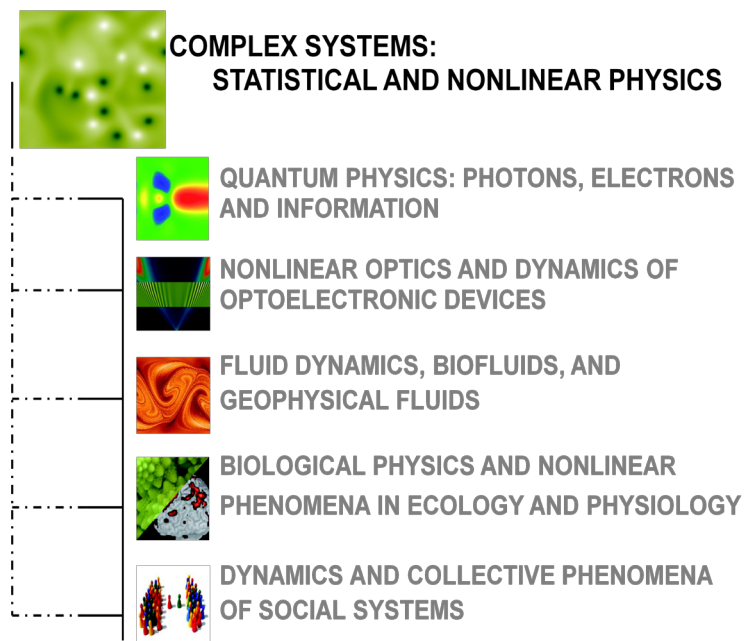 COMPLEX SYSTEMS:
STATISTICAL AND NONLINEAR PHYSICS
QUANTUM PHYSICS: PHOTONS, ELECTRONS
AND INFORMATION
NONLINEAR OPTICS AND DYNAMICS OF
OPTOELECTRONIC DEVICES
FLUID DYNAMICS, BIOFLUIDS, AND
GEOPHYSICAL FLUIDS
BIOLOGICAL PHYSICS AND NONLINEAR
PHENOMENA IN ECOLOGY AND PHYSIOLOGY
DYNAMICS AND COLLECTIVE PHENOMENA
OF SOCIAL SYSTEMS